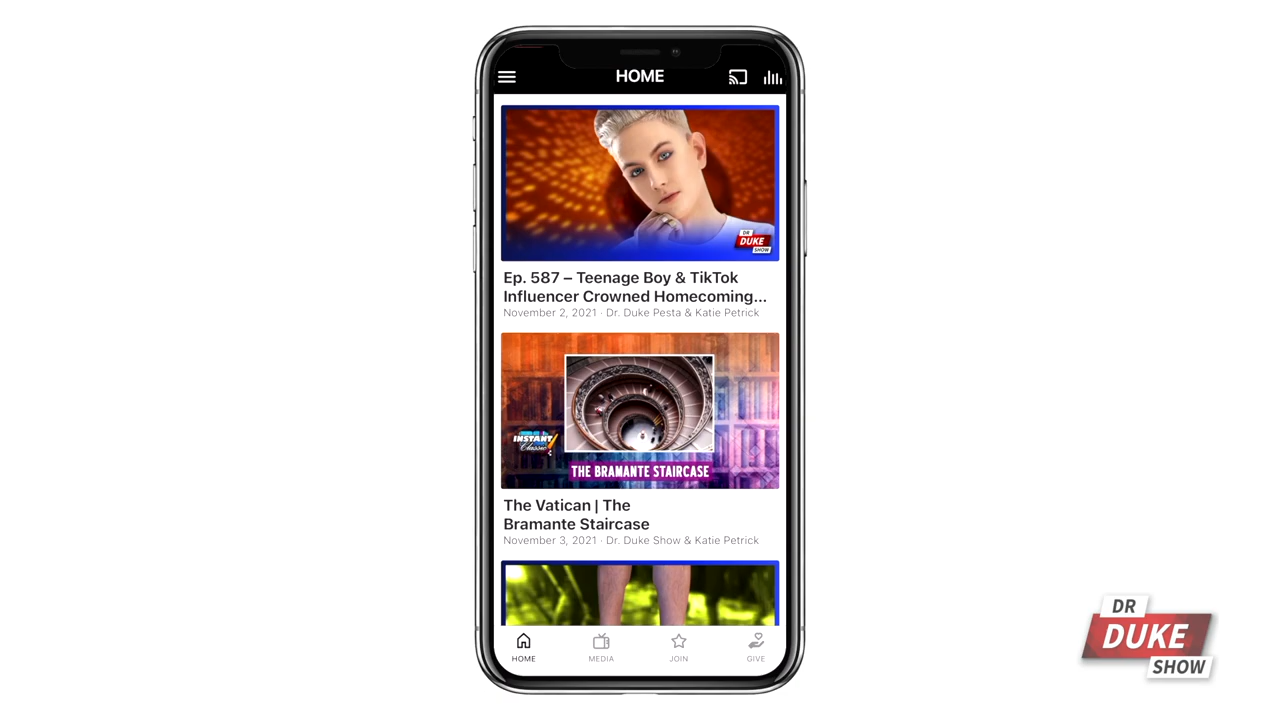 HOME
DR
DUKE
SHOW
Ep. 587 – Teenage Boy & TikTok
Influencer Crowned Homecoming...
November 2, 2021 · Dr. Duke Pesta & Katie Petrick
INSTANT
Classic
THE BRAMANTE STAIRCASE
The Vatican | The
Bramante Staircase
November 3, 2021 · Dr. Duke Show & Katie Petrick
HOME
MEDIA
JOIN
GIVE
DR
DUKE
SHOW